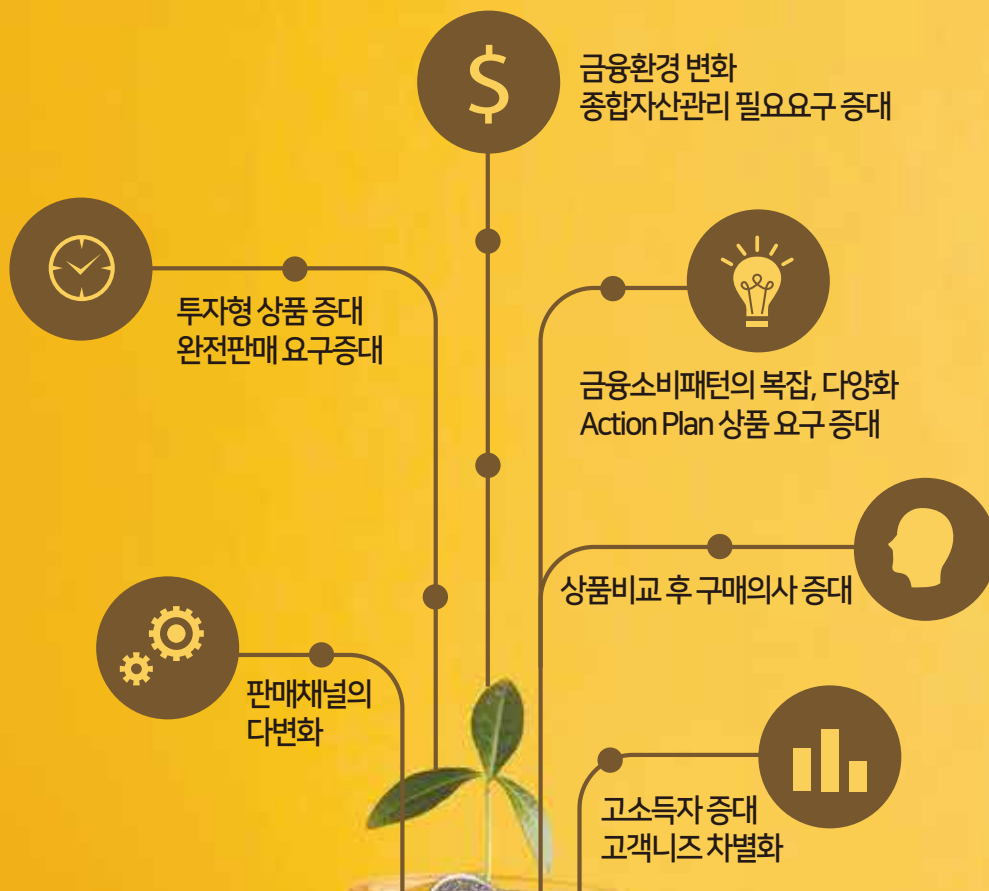 $
금융환경 변화
종합자산관리 필요요구 증대
투자형 상품 증대
완전판매 요구증대
금융소비패턴의 복잡, 다양화
Action Plan 상품 요구 증대
상품비교 후 구매의사 증대
판매채널의
다변화
고소득자 증대
고객니즈 차별화